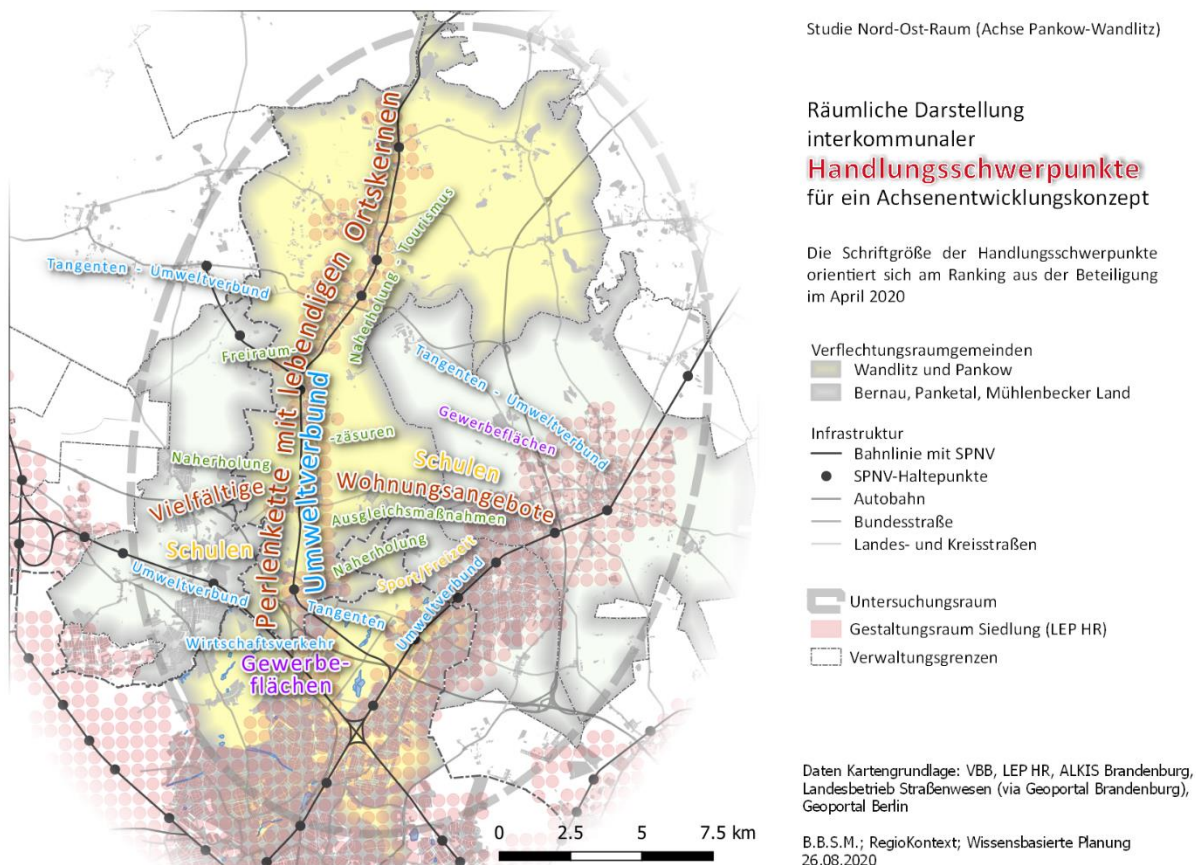 Studie Nord-Ost-Raum (Achse Pankow-Wandlitz)
Räumliche Darstellung
interkommunaler
Handlungsschwerpunkte
für ein Achsenentwicklungskonzept
Die Schriftgröße der Handlungsschwerpunkte
orientiert sich am Ranking aus der Beteiligung
im April 2020
Verflechtungsraumgemeinden
Wandlitz und Pankow
Bernau, Panketal, Mühlenbecker Land
Infrastruktur
Bahnlinie mit SPNV
SPNV-Haltepunkte
Autobahn
Bundesstraße
Landes- und Kreisstraßen
Untersuchungsraum
Gestaltungsraum Siedlung (LEP HR)
Verwaltungsgrenzen
Daten Kartengrundlage: VBB, LEP HR, ALKIS Brandenburg,
Landesbetrieb Straßenwesen (via Geoportal Brandenburg),
Geoportal Berlin
B.B.S.M.; RegioKontext; Wissensbasierte Planung
26.08.2020
Perlenkette mit lebendigen Ortskernen
Naherholung - Tourismus
Tangenten - Umweltverbund
Freiraum-
-zäsuren
Umweltverbund
Tangenten - Umweltverbund
Gewerbeflächen
Naherholung
Schulen
Vielfältige
Wohnungsangebote
Ausgleichsmaßnahmen
Schulen
Naherholung
Sport/Freizeit
Umweltverbund
Tangenten
Umweltverbund
Wirtschaftsverkehr
Gewerbe-
flächen
0 2.5 5 7.5 km